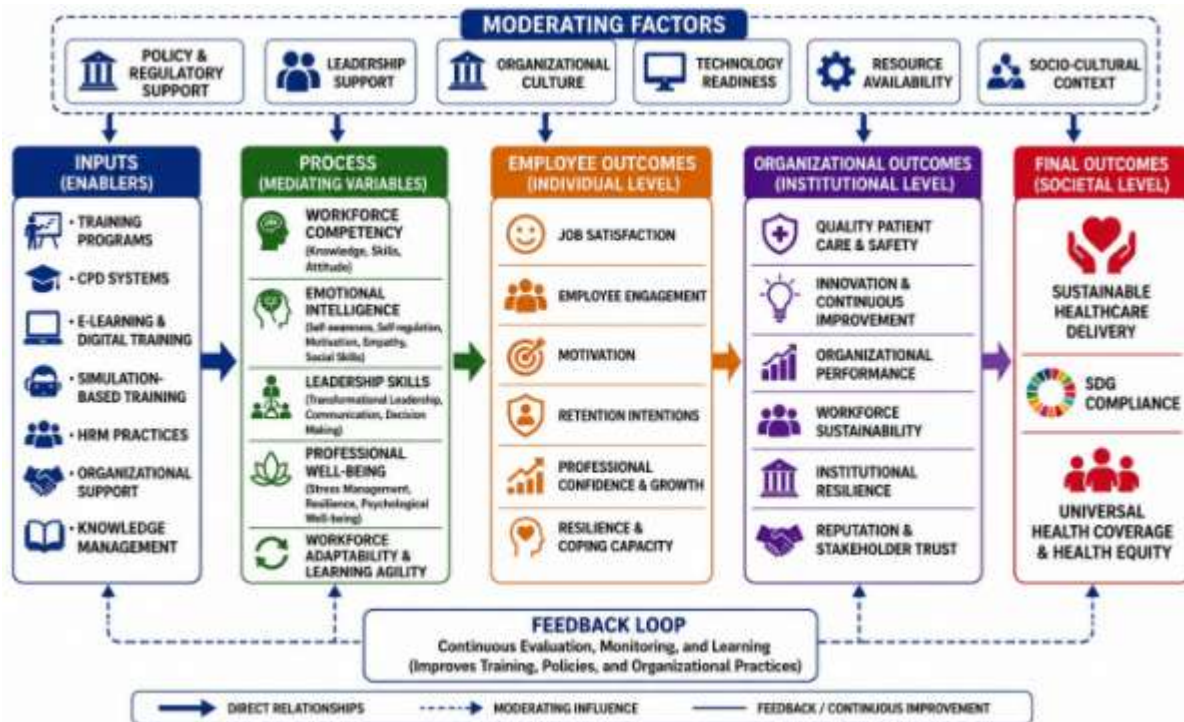 MODERATING FACTORS
POLICY &
REGULATORY
SUPPORT
LEADERSHIP
SUPPORT
ORGANIZATIONAL
CULTURE
TECHNOLOGY
READINESS
RESOURCE
AVAILABILITY
SOCIO-CULTURAL
CONTEXT
INPUTS
(ENABLERS)
• TRAINING
PROGRAMS
• CPD SYSTEMS
• E-LEARNING &
DIGITAL TRAINING
• SIMULATION-
BASED TRAINING
• HRM PRACTICES
• ORGANIZATIONAL
SUPPORT
• KNOWLEDGE
MANAGEMENT
PROCESS
(MEDIATING VARIABLES)
WORKFORCE
COMPETENCY
(Knowledge, Skills,
Attitude)
EMOTIONAL
INTELLIGENCE
(Self-awareness, Self-regulation,
Motivation, Empathy,
Social Skills)
LEADERSHIP SKILLS
(Transformational Leadership,
Communication, Decision
Making)
PROFESSIONAL
WELL-BEING
(Stress Management,
Resilience, Psychological
Well-being)
WORKFORCE
ADAPTABILITY &
LEARNING AGILITY
EMPLOYEE OUTCOMES
(INDIVIDUAL LEVEL)
JOB SATISFACTION
EMPLOYEE ENGAGEMENT
MOTIVATION
RETENTION INTENTIONS
PROFESSIONAL
CONFIDENCE & GROWTH
RESILIENCE &
COPING CAPACITY
ORGANIZATIONAL OUTCOMES
(INSTITUTIONAL LEVEL)
QUALITY PATIENT
CARE & SAFETY
INNOVATION &
CONTINUOUS
IMPROVEMENT
ORGANIZATIONAL
PERFORMANCE
WORKFORCE
SUSTAINABILITY
INSTITUTIONAL
RESILIENCE
REPUTATION &
STAKEHOLDER TRUST
FINAL OUTCOMES
(SOCIETAL LEVEL)
SUSTAINABLE
HEALTHCARE
DELIVERY
SDG
COMPLIANCE
UNIVERSAL
HEALTH COVERAGE
& HEALTH EQUITY
FEEDBACK LOOP
Continuous Evaluation, Monitoring, and Learning
(Improves Training, Policies, and Organizational Practices)
DIRECT RELATIONSHIPS
MODERATING INFLUENCE
FEEDBACK / CONTINUOUS IMPROVEMENT